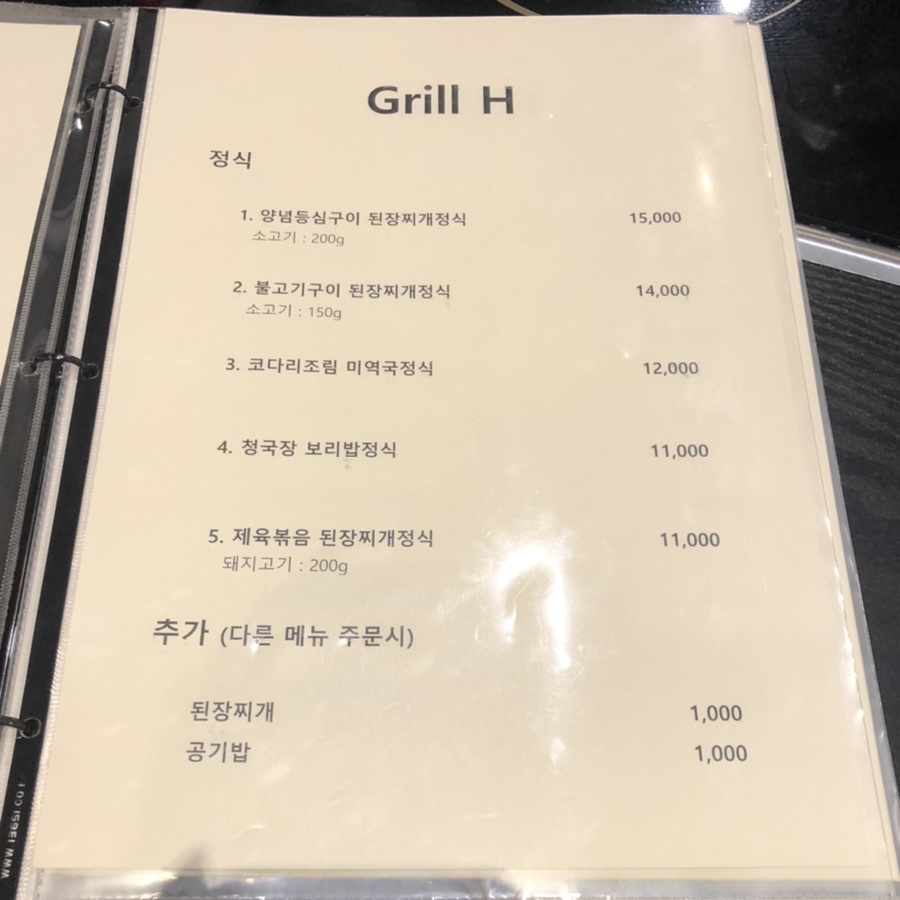 Grill H
정식
1. 양념등심구이 된장찌개정식 15,000
소고기 : 200g
2. 불고기구이 된장찌개정식 14,000
소고기 : 150g
3. 코다리조림 미역국정식 12,000
4. 청국장 보리밥정식 11,000
5. 제육볶음 된장찌개정식 11,000
돼지고기 : 200g
추가 (다른 메뉴 주문시)
된장찌개 1,000
공기밥 1,000